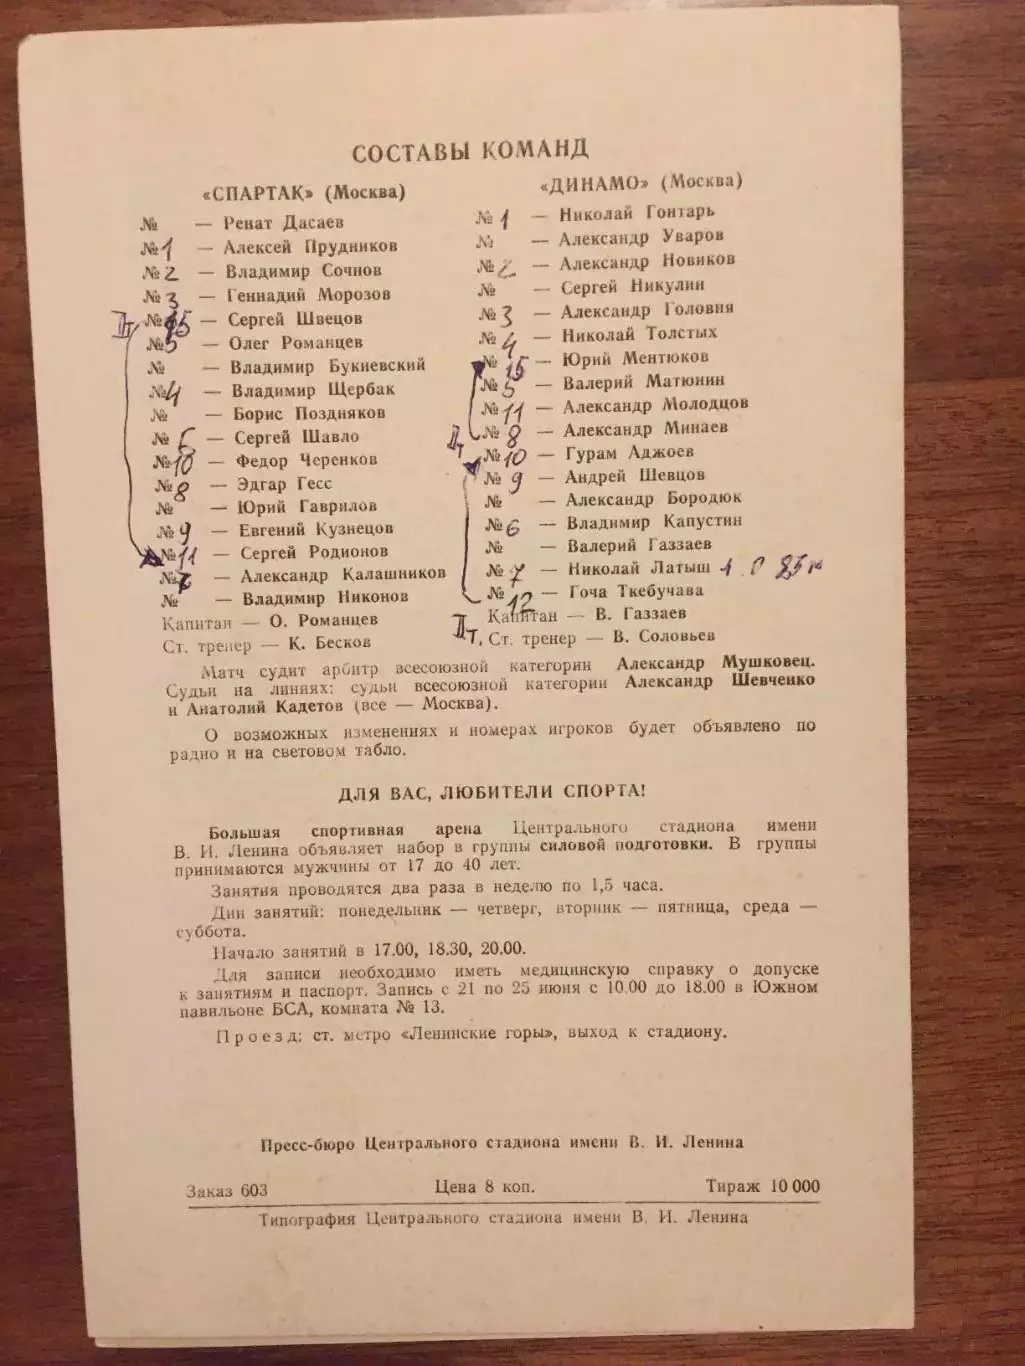 СОСТАВЫ КОМАНД
«СПАРТАК» (Москва)
№ — Ренат Дасаев
№ 1 — Алексей Прудников
№ 2 — Владимир Сочнов
№ 3 — Геннадий Морозов
№ 15 — Сергей Швецов
№ 5 — Олег Романцев
№ — Владимир Букиевский
№ 4 — Владимир Щербак
№ — Борис Поздняков
№ — Сергей Шавло
№ 10 — Федор Черенков
№ 8 — Эдгар Гесс
№ — Юрий Гаврилов
№ 9 — Евгений Кузнецов
№ 11 — Сергей Родионов
№ 7 — Александр Калашников
№ — Владимир Никонов
Капитан — О. Романцев
Ст. тренер — К. Бесков
«ДИНАМО» (Москва)
№ 1 — Николай Гонтарь
№ — Александр Уваров
№ 2 — Александр Новиков
№ — Сергей Никулин
№ 3 — Александр Головня
№ 4 — Николай Толстых
№ 15 — Юрий Ментюков
№ 5 — Валерий Матюнин
№ 11 — Александр Молодцов
№ 8 — Александр Минаев
№ 10 — Гурам Аджоев
№ 9 — Андрей Шевцов
№ — Александр Бородюк
№ 6 — Владимир Капустин
№ — Валерий Газзаев
№ 7 — Николай Латыш 1:0 85 м
№ 12 — Гоча Ткебучава
Капитан — В. Газзаев
Ст. тренер — В. Соловьев
Матч судит арбитр всесоюзной категории Александр Мушковец.
Судьи на линиях: судьи всесоюзной категории Александр Шевченко
и Анатолий Кадетов (все — Москва).
О возможных изменениях и номерах игроков будет объявлено по
радио и на световом табло.
ДЛЯ ВАС, ЛЮБИТЕЛИ СПОРТА!
Большая спортивная арена Центрального стадиона имени
В. И. Ленина объявляет набор в группы силовой подготовки. В группы
принимаются мужчины от 17 до 40 лет.
Занятия проводятся два раза в неделю по 1,5 часа.
Дни занятий: понедельник — четверг, вторник — пятница, среда —
суббота.
Начало занятий в 17.00, 18.30, 20.00.
Для записи необходимо иметь медицинскую справку о допуске
к занятиям и паспорт. Запись с 21 по 25 июня с 10.00 до 18.00 в Южном
павильоне БСА, комната № 13.
Проезд: ст. метро «Ленинские горы», выход к стадиону.
Пресс-бюро Центрального стадиона имени В. И. Ленина
Заказ 603 Цена 8 коп. Тираж 10 000
Типография Центрального стадиона имени В. И. Ленина